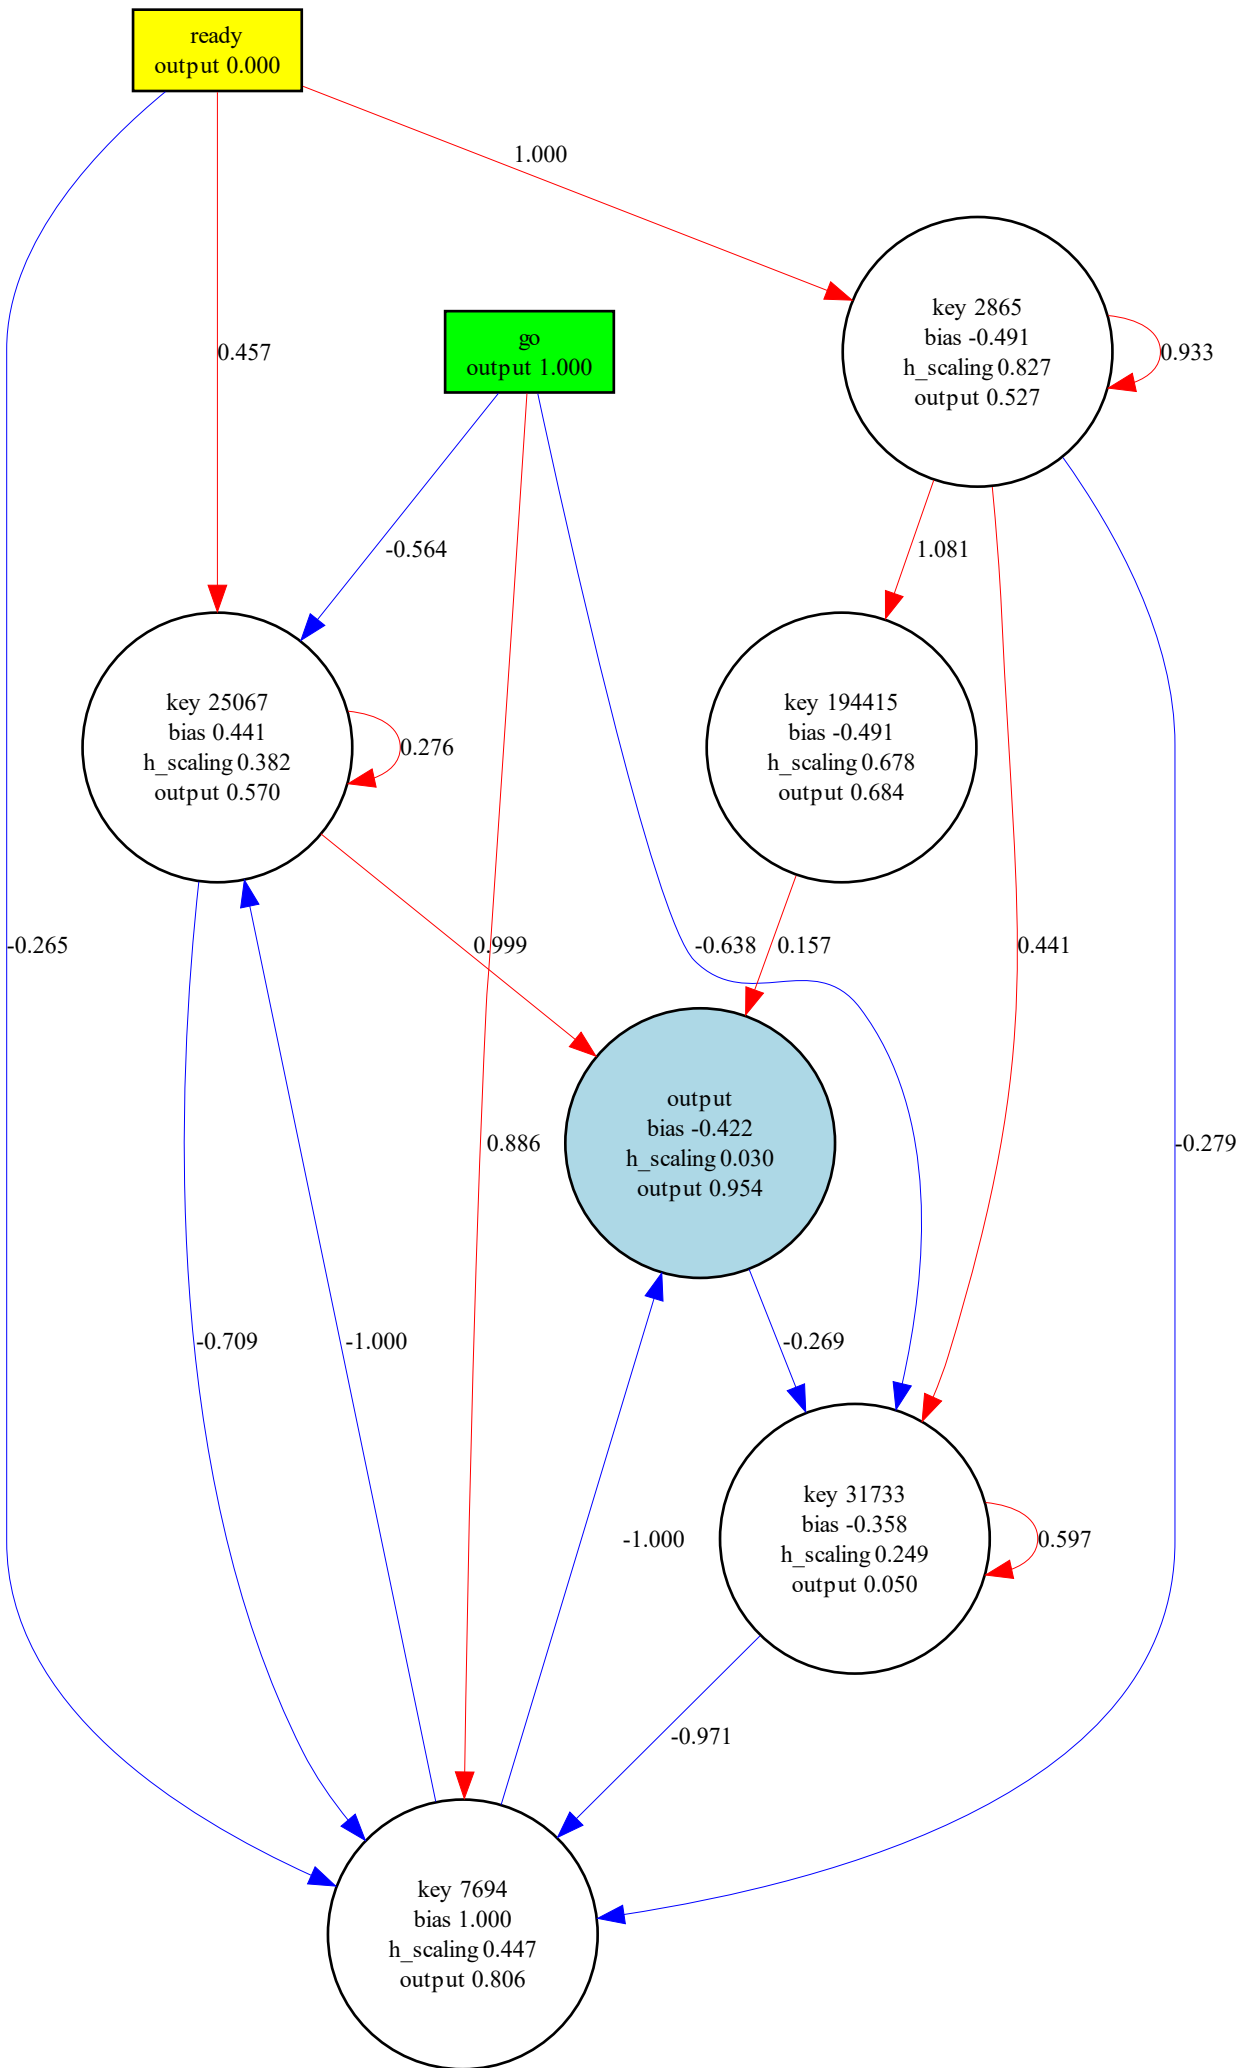 ready
output 0.000
1.000
key 2865
bias -0.491
h_scaling 0.827
output 0.527
0.933
0.457
go
output 1.000
-0.564
1.081
key 25067
bias 0.441
h_scaling 0.382
output 0.570
0.276
key 194415
bias -0.491
h_scaling 0.678
output 0.684
-0.265
0.999
-0.638
0.157
0.441
output
bias -0.422
h_scaling 0.030
output 0.954
0.886
-0.279
-0.709
-1.000
-0.269
-1.000
key 31733
bias -0.358
h_scaling 0.249
output 0.050
0.597
-0.971
key 7694
bias 1.000
h_scaling 0.447
output 0.806